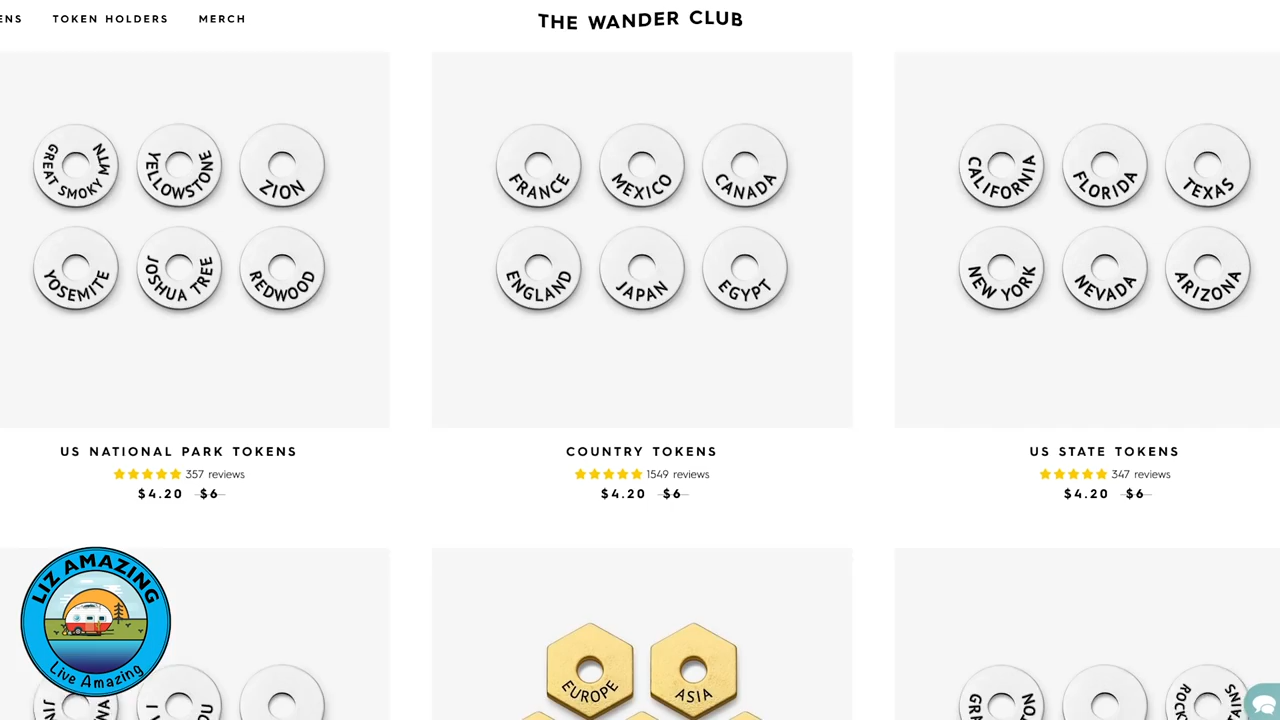 ENS TOKEN HOLDERS MERCH
THE WANDER CLUB
GREAT SMOKY MTN
YELLOWSTONE
ZION
FRANCE
MEXICO
CANADA
CALIFORNIA
FLORIDA
TEXAS
YOSEMITE
JOSHUA TREE
REDWOOD
ENGLAND
JAPAN
EGYPT
NEW YORK
NEVADA
ARIZONA
US NATIONAL PARK TOKENS
357 reviews
$4.20 $6
COUNTRY TOKENS
1549 reviews
$4.20 $6
US STATE TOKENS
347 reviews
$4.20 $6
LIZ AMAZING
Live Amazing
EUROPE
ASIA